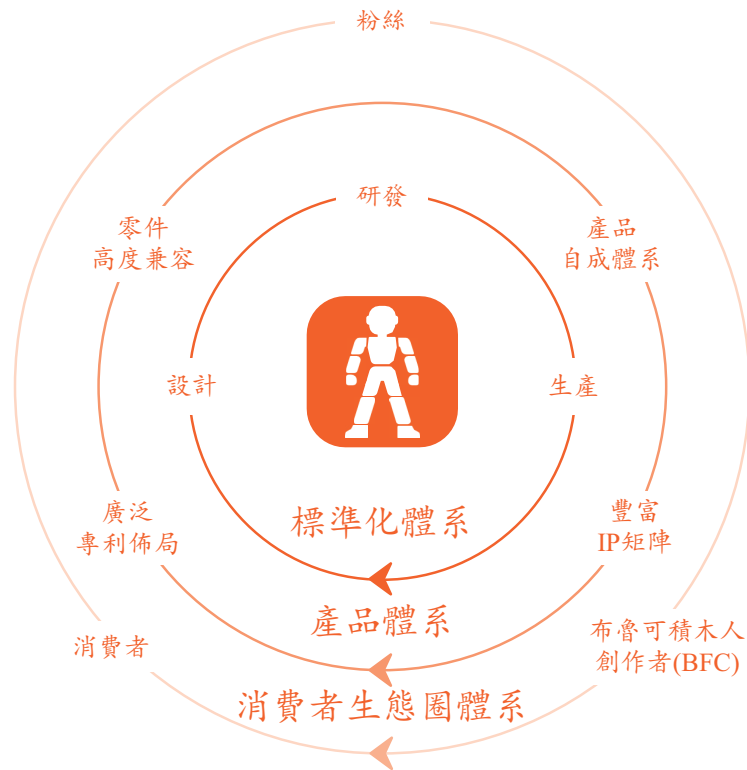 粉絲
研發
零件
高度兼容
產品
自成體系
設計
生產
標準化體系
廣泛
專利佈局
豐富
IP矩陣
產品體系
消費者
布魯可積木人
創作者(BFC)
消費者生態圈體系